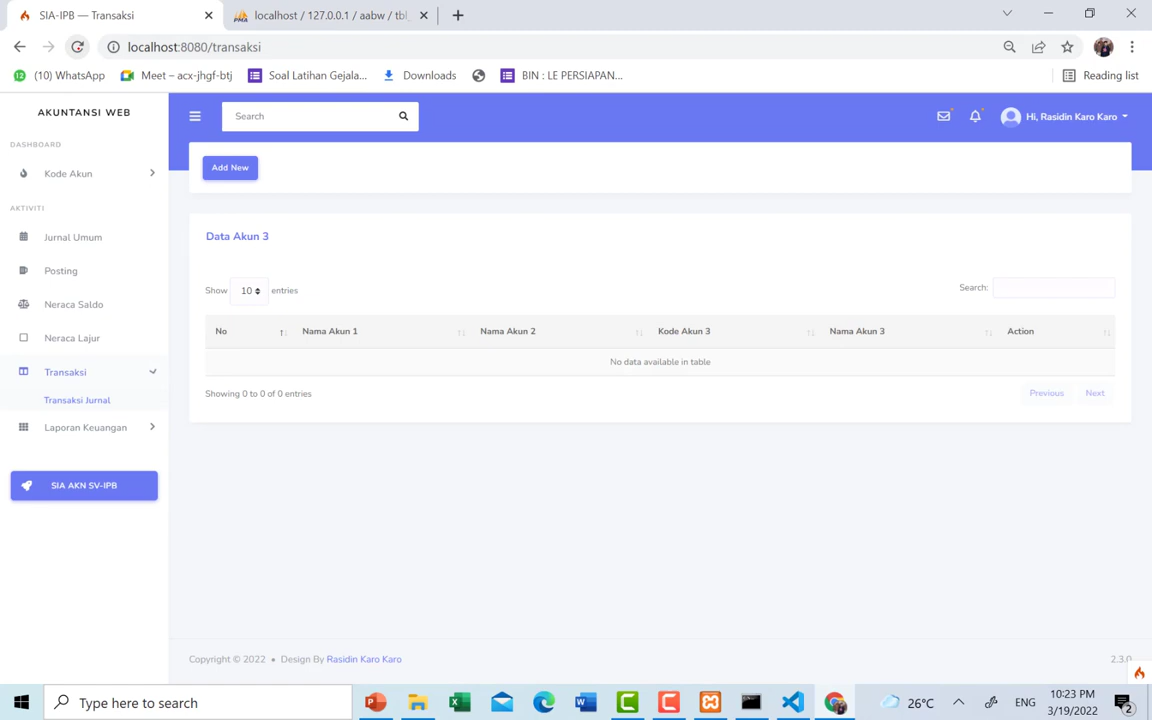 SIA-IPB — Transaksi
localhost / 127.0.0.1 / aabw / tbl_
localhost:8080/transaksi
(10) WhatsApp
Meet – acx-jhgf-btj
Soal Latihan Gejala...
Downloads
BIN : LE PERSIAPAN...
Reading list
AKUNTANSI WEB
Search
Hi, Rasidin Karo Karo
DASHBOARD
Kode Akun
Add New
AKTIVITI
Jurnal Umum
Posting
Neraca Saldo
Neraca Lajur
Transaksi
Transaksi Jurnal
Laporan Keuangan
SIA AKN SV-IPB
Data Akun 3
Show 10 entries
Search:
No Nama Akun 1 Nama Akun 2 Kode Akun 3 Nama Akun 3 Action
No data available in table
Showing 0 to 0 of 0 entries
Previous Next
Copyright © 2022 • Design By Rasidin Karo Karo
2.3.0
Type here to search
26°C
ENG
10:23 PM
3/19/2022
2